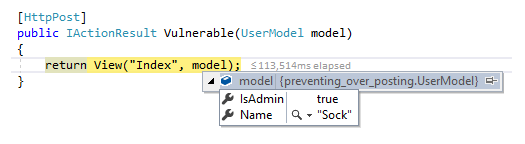 [HttpPost]
public IActionResult Vulnerable(UserModel model)
{
return View("Index", model); ≤113,514ms elapsed
model {preventing_over_posting.UserModel}
}
IsAdmin true
Name "Sock"